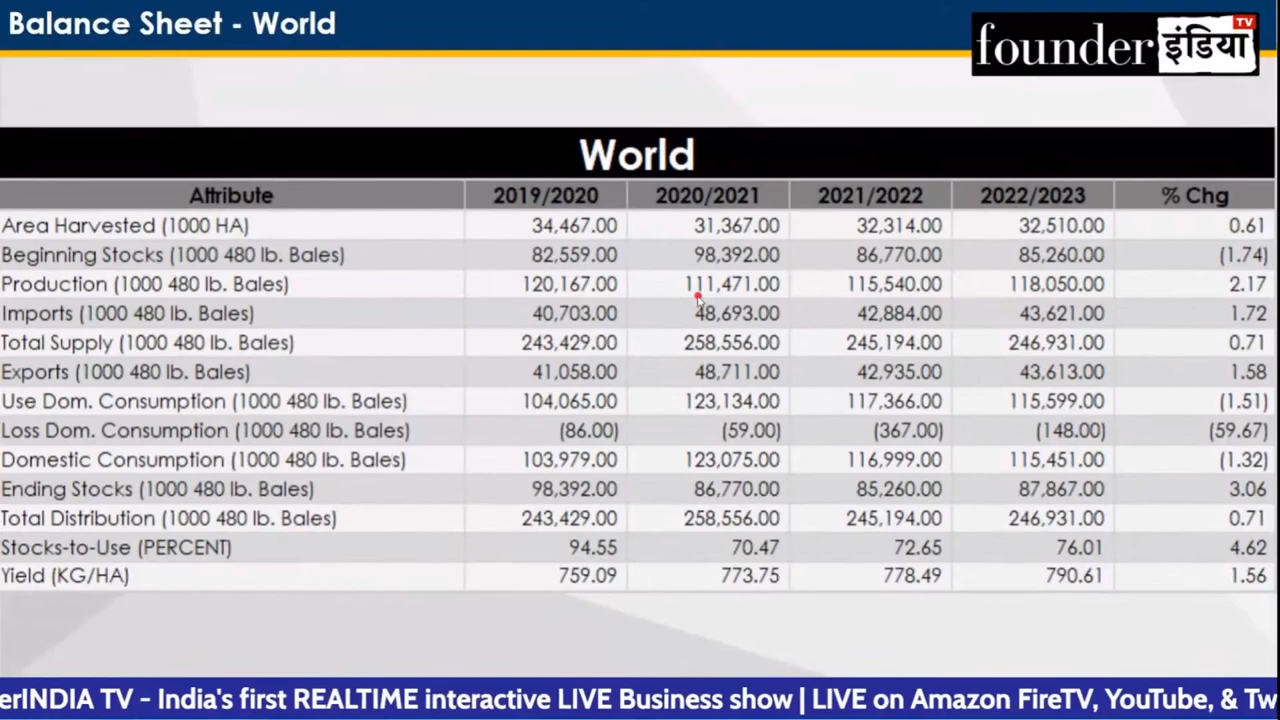 Balance Sheet - World
founder इंडिया TV
World
Attribute 2019/2020 2020/2021 2021/2022 2022/2023 % Chg
Area Harvested (1000 HA) 34,467.00 31,367.00 32,314.00 32,510.00 0.61
Beginning Stocks (1000 480 lb. Bales) 82,559.00 98,392.00 86,770.00 85,260.00 (1.74)
Production (1000 480 lb. Bales) 120,167.00 111,471.00 115,540.00 118,050.00 2.17
Imports (1000 480 lb. Bales) 40,703.00 48,693.00 42,884.00 43,621.00 1.72
Total Supply (1000 480 lb. Bales) 243,429.00 258,556.00 245,194.00 246,931.00 0.71
Exports (1000 480 lb. Bales) 41,058.00 48,711.00 42,935.00 43,613.00 1.58
Use Dom. Consumption (1000 480 lb. Bales) 104,065.00 123,134.00 117,366.00 115,599.00 (1.51)
Loss Dom. Consumption (1000 480 lb. Bales) (86.00) (59.00) (367.00) (148.00) (59.67)
Domestic Consumption (1000 480 lb. Bales) 103,979.00 123,075.00 116,999.00 115,451.00 (1.32)
Ending Stocks (1000 480 lb. Bales) 98,392.00 86,770.00 85,260.00 87,867.00 3.06
Total Distribution (1000 480 lb. Bales) 243,429.00 258,556.00 245,194.00 246,931.00 0.71
Stocks-to-Use (PERCENT) 94.55 70.47 72.65 76.01 4.62
Yield (KG/HA) 759.09 773.75 778.49 790.61 1.56
erINDIA TV - India's first REALTIME interactive LIVE Business show | LIVE on Amazon FireTV, YouTube, & Tw